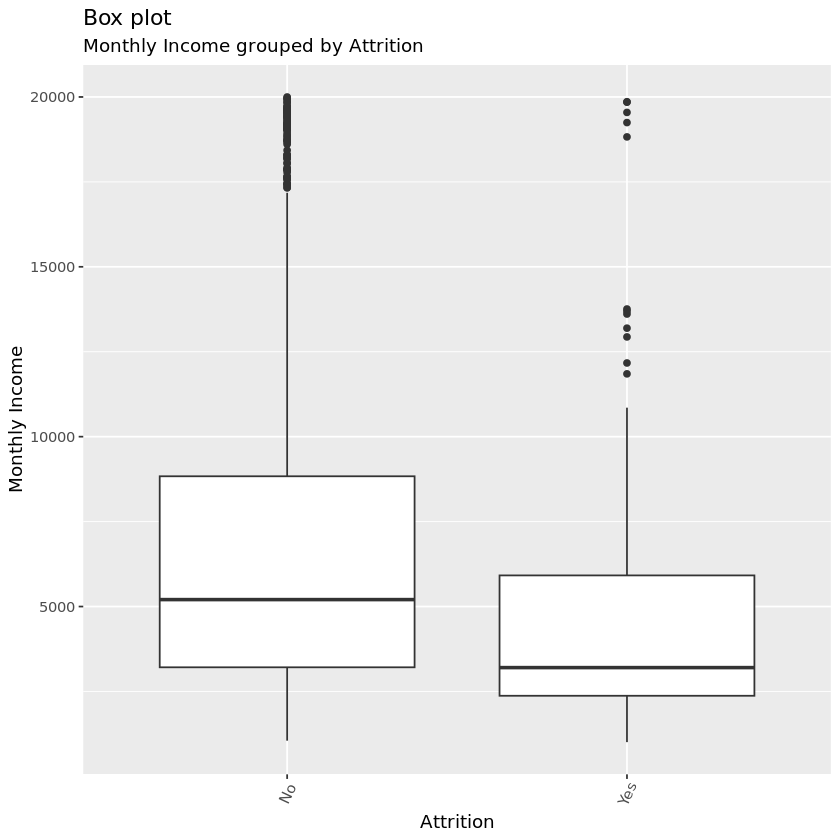 Box plot
Monthly Income grouped by Attrition
20000
15000
10000
5000
Monthly Income
No
Yes
Attrition